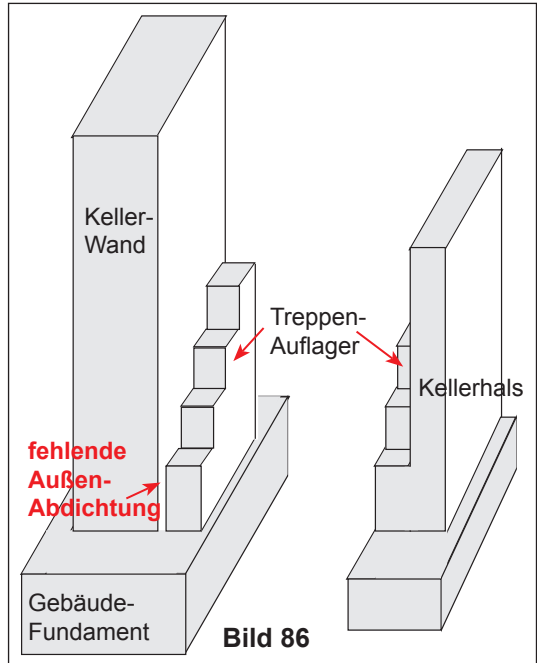 Keller-
Wand
Treppen-
Auflager
Kellerhals
fehlende
Außen-
Abdichtung
Gebäude-
Fundament
Bild 86